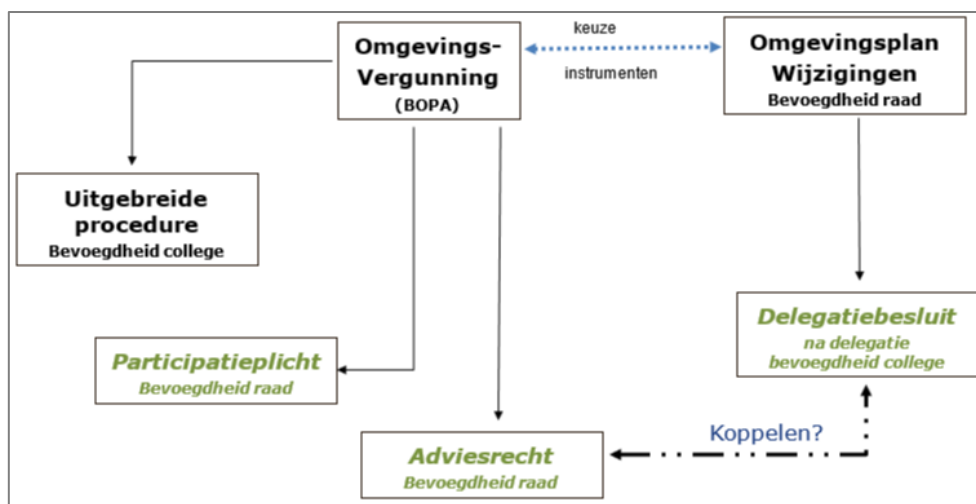 Omgevings-
Vergunning
(BOPA)
keuze
instrumenten
Omgevingsplan
Wijzigingen
Bevoegdheid raad
Uitgebreide
procedure
Bevoegdheid college
Delegatiebesluit
na delegatie
bevoegdheid college
Participatieplicht
Bevoegdheid raad
Koppelen?
Adviesrecht
Bevoegdheid raad